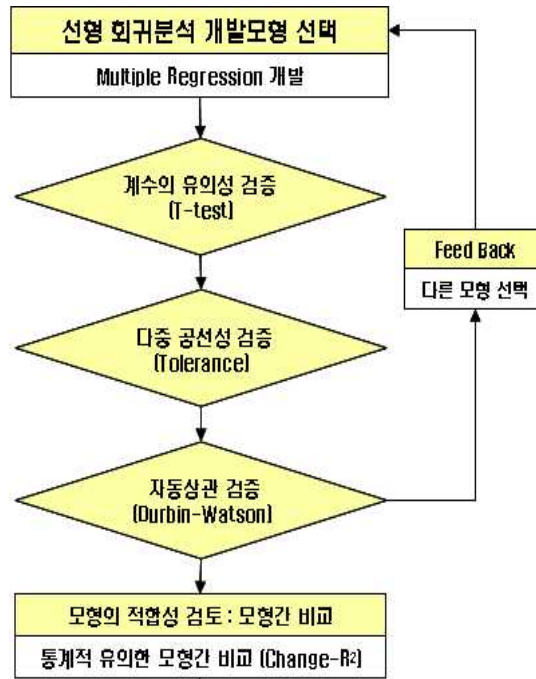 선형 회귀분석 개발모형 선택
Multiple Regression 개발
계수의 유의성 검증
(T-test)
Feed Back
다른 모형 선택
다중 공선성 검증
(Tolerance)
자동상관 검증
(Durbin-Watson)
모형의 적합성 검토 : 모형간 비교
통계적 유의한 모형간 비교 (Change-R²)